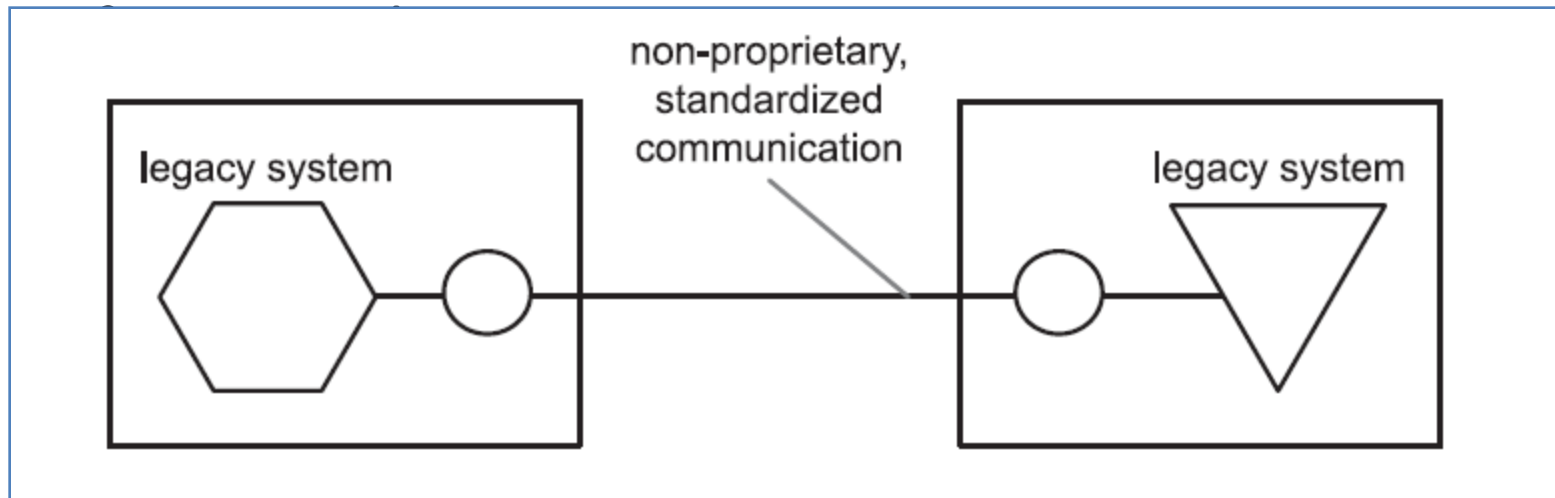 non-proprietary,
standardized
communication
legacy system
legacy system